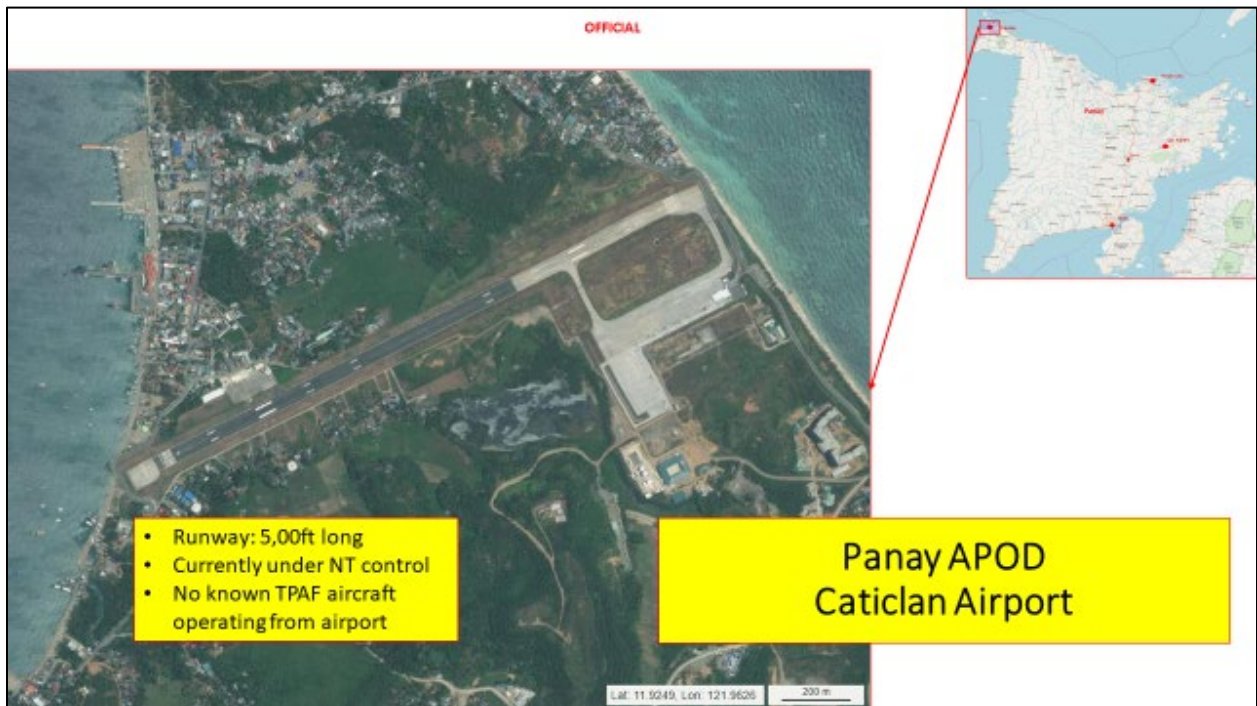 OFFICIAL
Panay
• Runway: 5,00ft long
• Currently under NT control
• No known TPAF aircraft
operating from airport
Panay APOD
Caticlan Airport
Lat: 11.9249, Lon: 121.9626
200 m